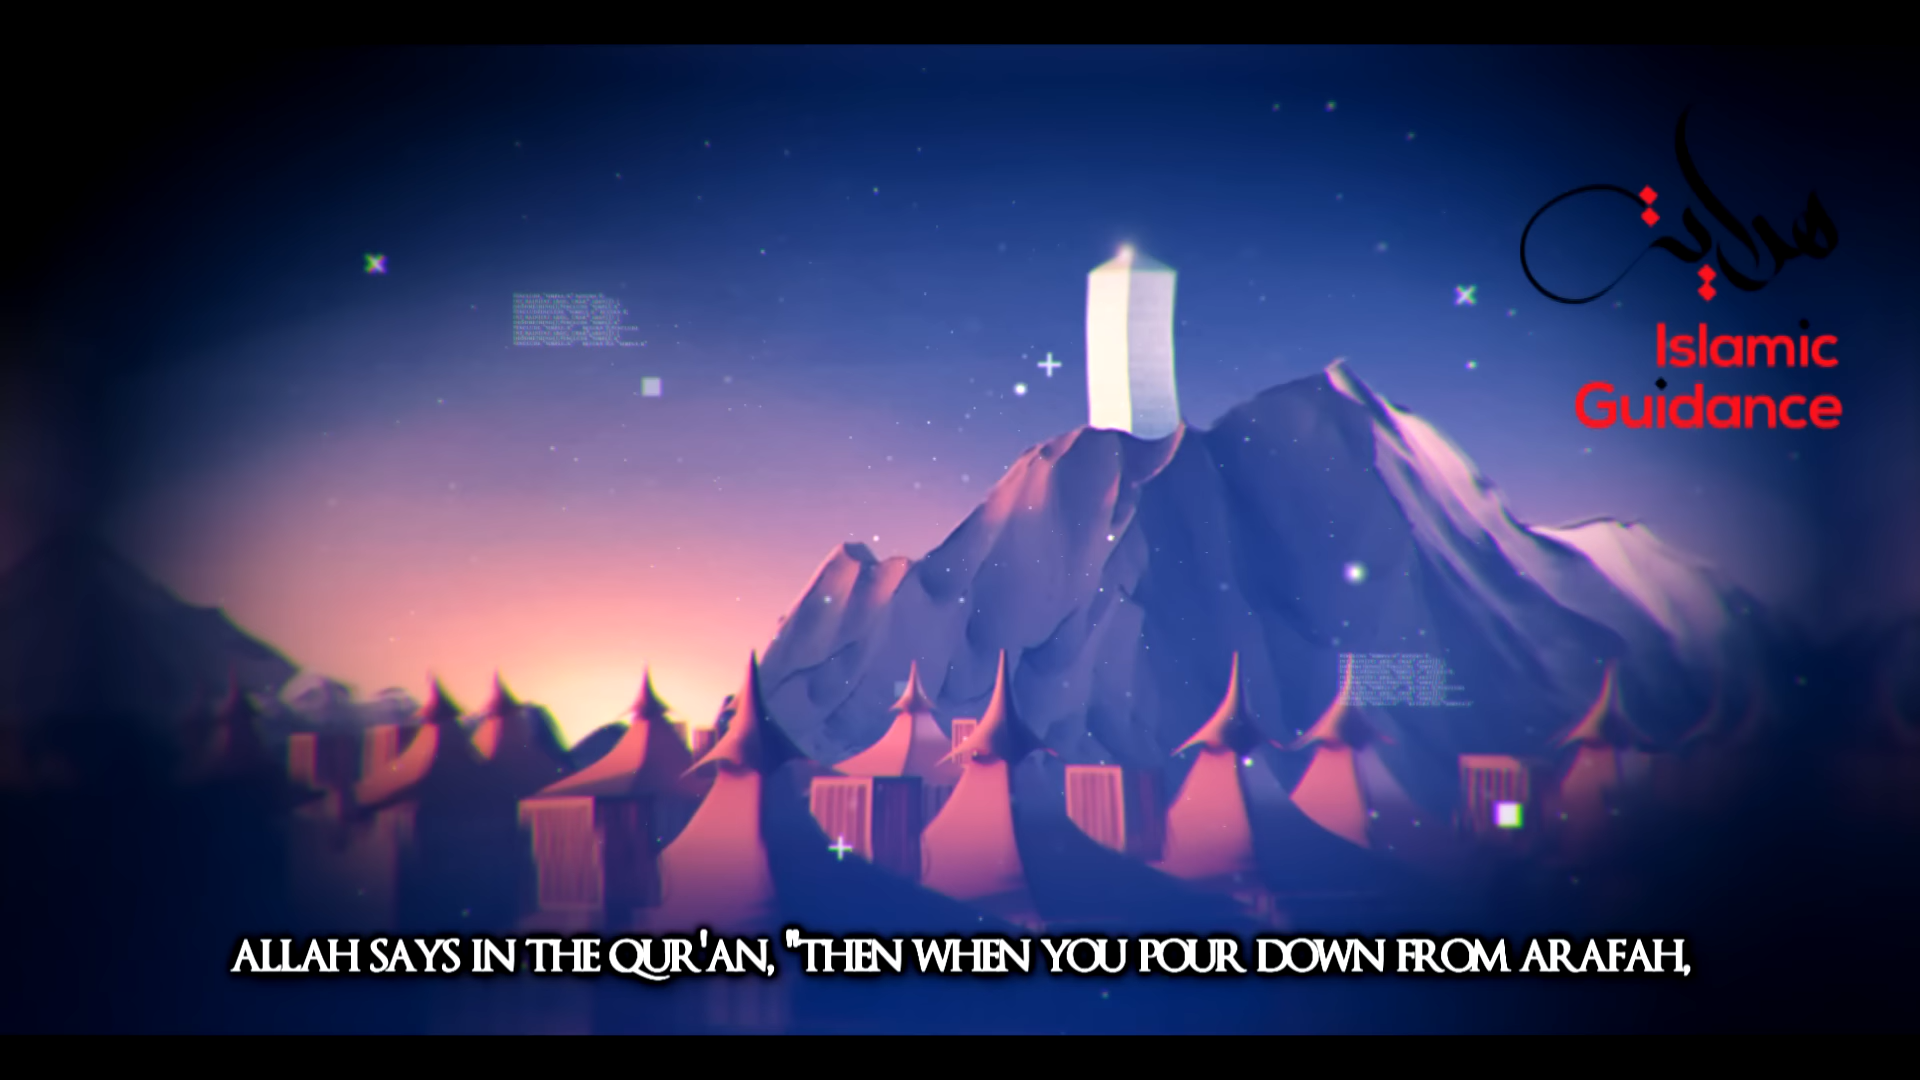 هداية
Islamic
Guidance
ALLAH SAYS IN THE QUR'AN, "THEN WHEN YOU POUR DOWN FROM ARAFAH,